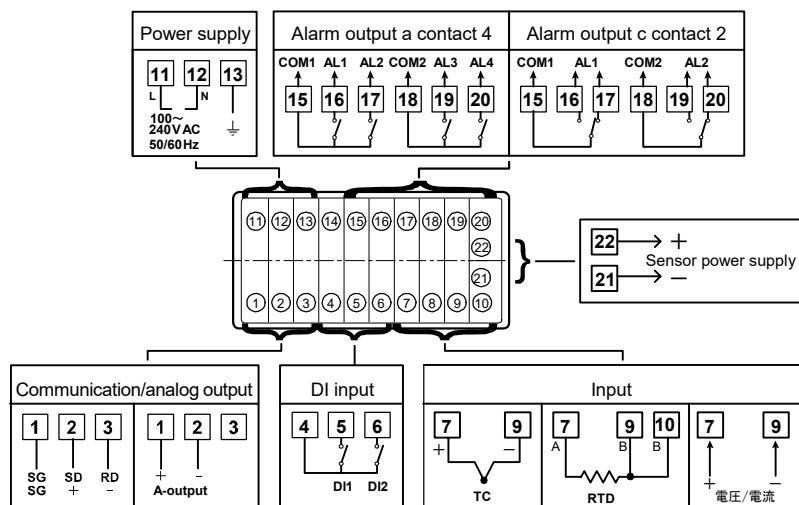 Power supply
11 12 13
L N
100～
240V AC
50/60Hz
Alarm output a contact 4
COM1 AL1 AL2 COM2 AL3 AL4
15 16 17 18 19 20
Alarm output c contact 2
COM1 AL1 COM2 AL2
15 16 17 18 19 20
11 12 13 14 15 16 17 18 19 20
22
21
1 2 3 4 5 6 7 8 9 10
22 +
Sensor power supply
21 −
Communication/analog output
1 2 3
SG SD RD
SG + -
1 2 3
+ -
A-output
DI input
4 5 6
DI1 DI2
Input
7 9
+ −
TC
7 9 10
A B B
RTD
7 9
+ −
電圧/電流